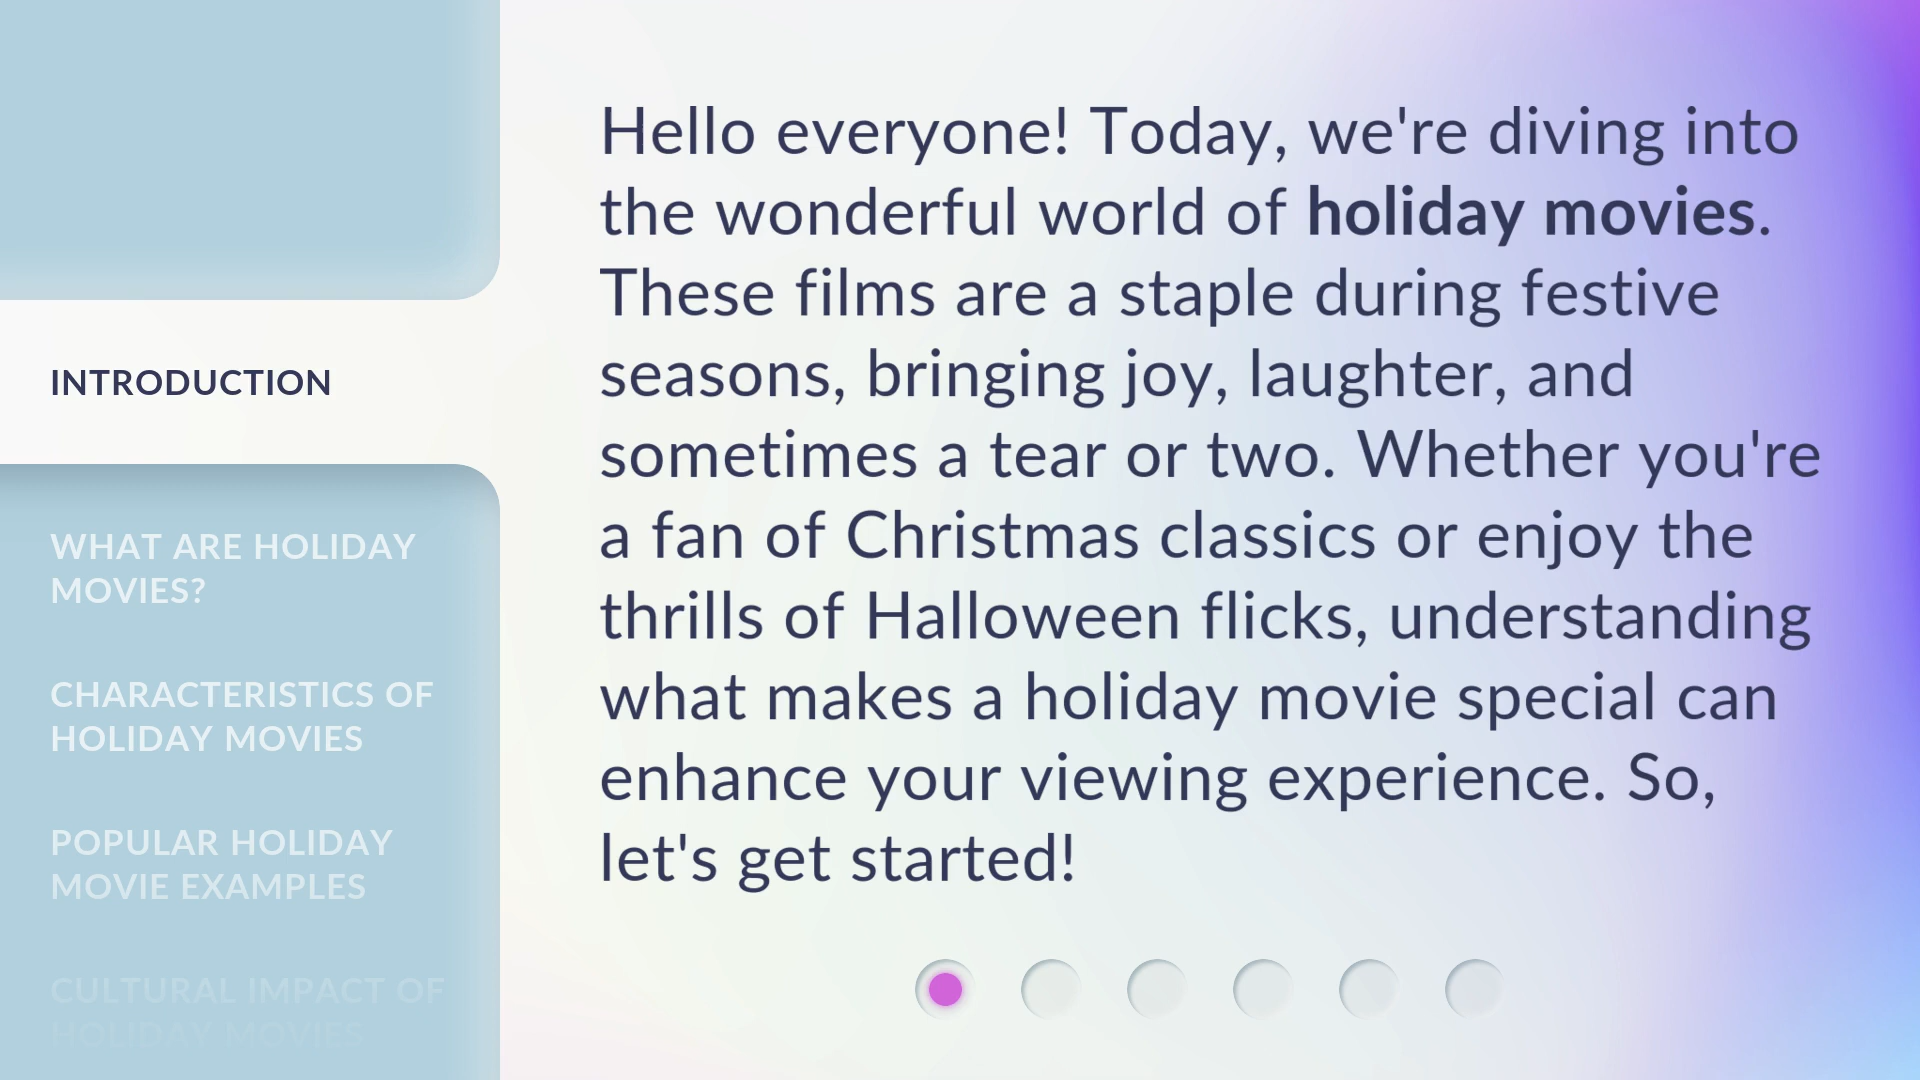 INTRODUCTION
WHAT ARE HOLIDAY
MOVIES?
CHARACTERISTICS OF
HOLIDAY MOVIES
POPULAR HOLIDAY
MOVIE EXAMPLES
CULTURAL IMPACT OF
HOLIDAY MOVIES
Hello everyone! Today, we're diving into
the wonderful world of holiday movies.
These films are a staple during festive
seasons, bringing joy, laughter, and
sometimes a tear or two. Whether you're
a fan of Christmas classics or enjoy the
thrills of Halloween flicks, understanding
what makes a holiday movie special can
enhance your viewing experience. So,
let's get started!